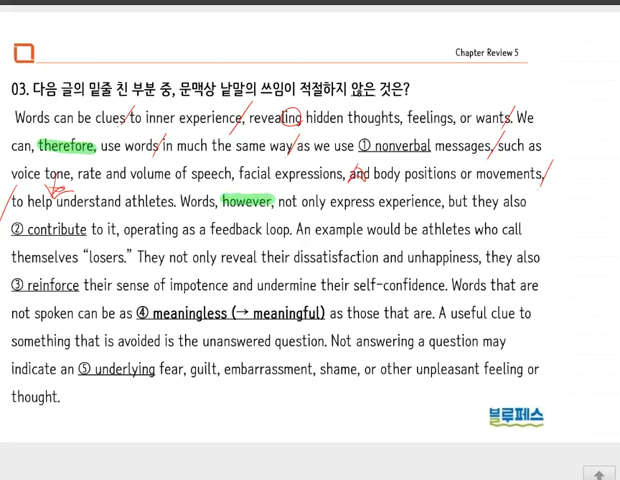 Chapter Review 5
03. 다음 글의 밑줄 친 부분 중, 문맥상 낱말의 쓰임이 적절하지 않은 것은?
Words can be clues to inner experience, revealing hidden thoughts, feelings, or wants. We
can, therefore, use words in much the same way as we use ① nonverbal messages, such as
voice tone, rate and volume of speech, facial expressions, and body positions or movements,
to help understand athletes. Words, however, not only express experience, but they also
② contribute to it, operating as a feedback loop. An example would be athletes who call
themselves “losers.” They not only reveal their dissatisfaction and unhappiness, they also
③ reinforce their sense of impotence and undermine their self-confidence. Words that are
not spoken can be as ④ meaningless (→ meaningful) as those that are. A useful clue to
something that is avoided is the unanswered question. Not answering a question may
indicate an ⑤ underlying fear, guilt, embarrassment, shame, or other unpleasant feeling or
thought.
블루페스